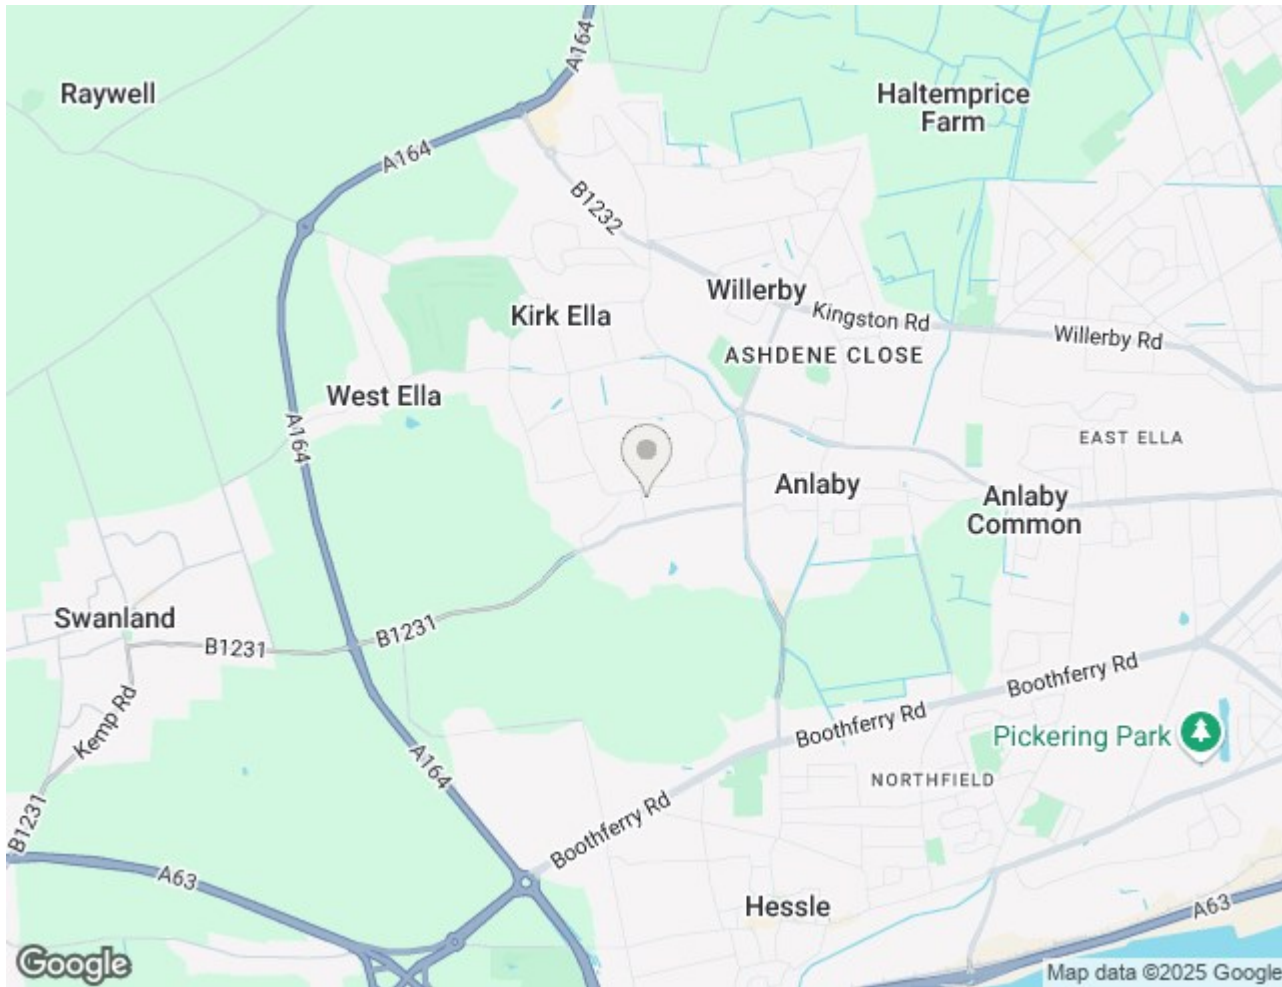 A164
Raywell
Haltemprice
Farm
A164
B1232
Willerby
Kirk Ella
Kingston Rd
Willerby Rd
ASHDENE CLOSE
West Ella
A164
EAST ELLA
Anlaby
Anlaby
Common
Swanland
B1231
B1231
Kemp Rd
Boothferry Rd
Boothferry Rd
Pickering Park
A164
NORTHFIELD
B1231
Boothferry Rd
A63
Hessle
A63
Google
Map data ©2025 Google